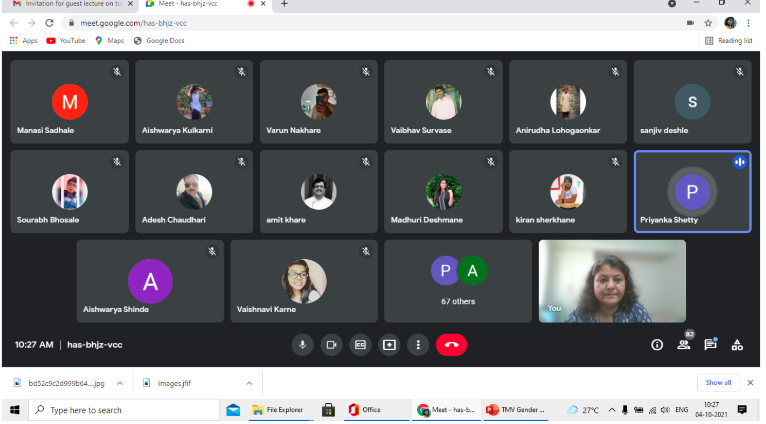 Invitation for guest lecture on to
Meet - has-bhjz-vcc
meet.google.com/has-bhjz-vcc
Apps YouTube Maps Google Docs Reading list
M S
Manasi Sadhale Aishwarya Kulkarni Varun Nakhare Vaibhav Survase Anirudha Lohogaonkar sanjiv deshle
P
Sourabh Bhosale Adesh Chaudhari amit khare Madhuri Deshmane kiran sherkhane Priyanka Shetty
A P A
67 others
Aishwarya Shinde Vaishnavi Karne You
82
10:27 AM | has-bhjz-vcc
bd52c9c2d999b64....jpg images.jfif Show all
Type here to search File Explorer Office Meet - has-b... TMV Gender ... 27°C ENG 10:27
04-10-2021